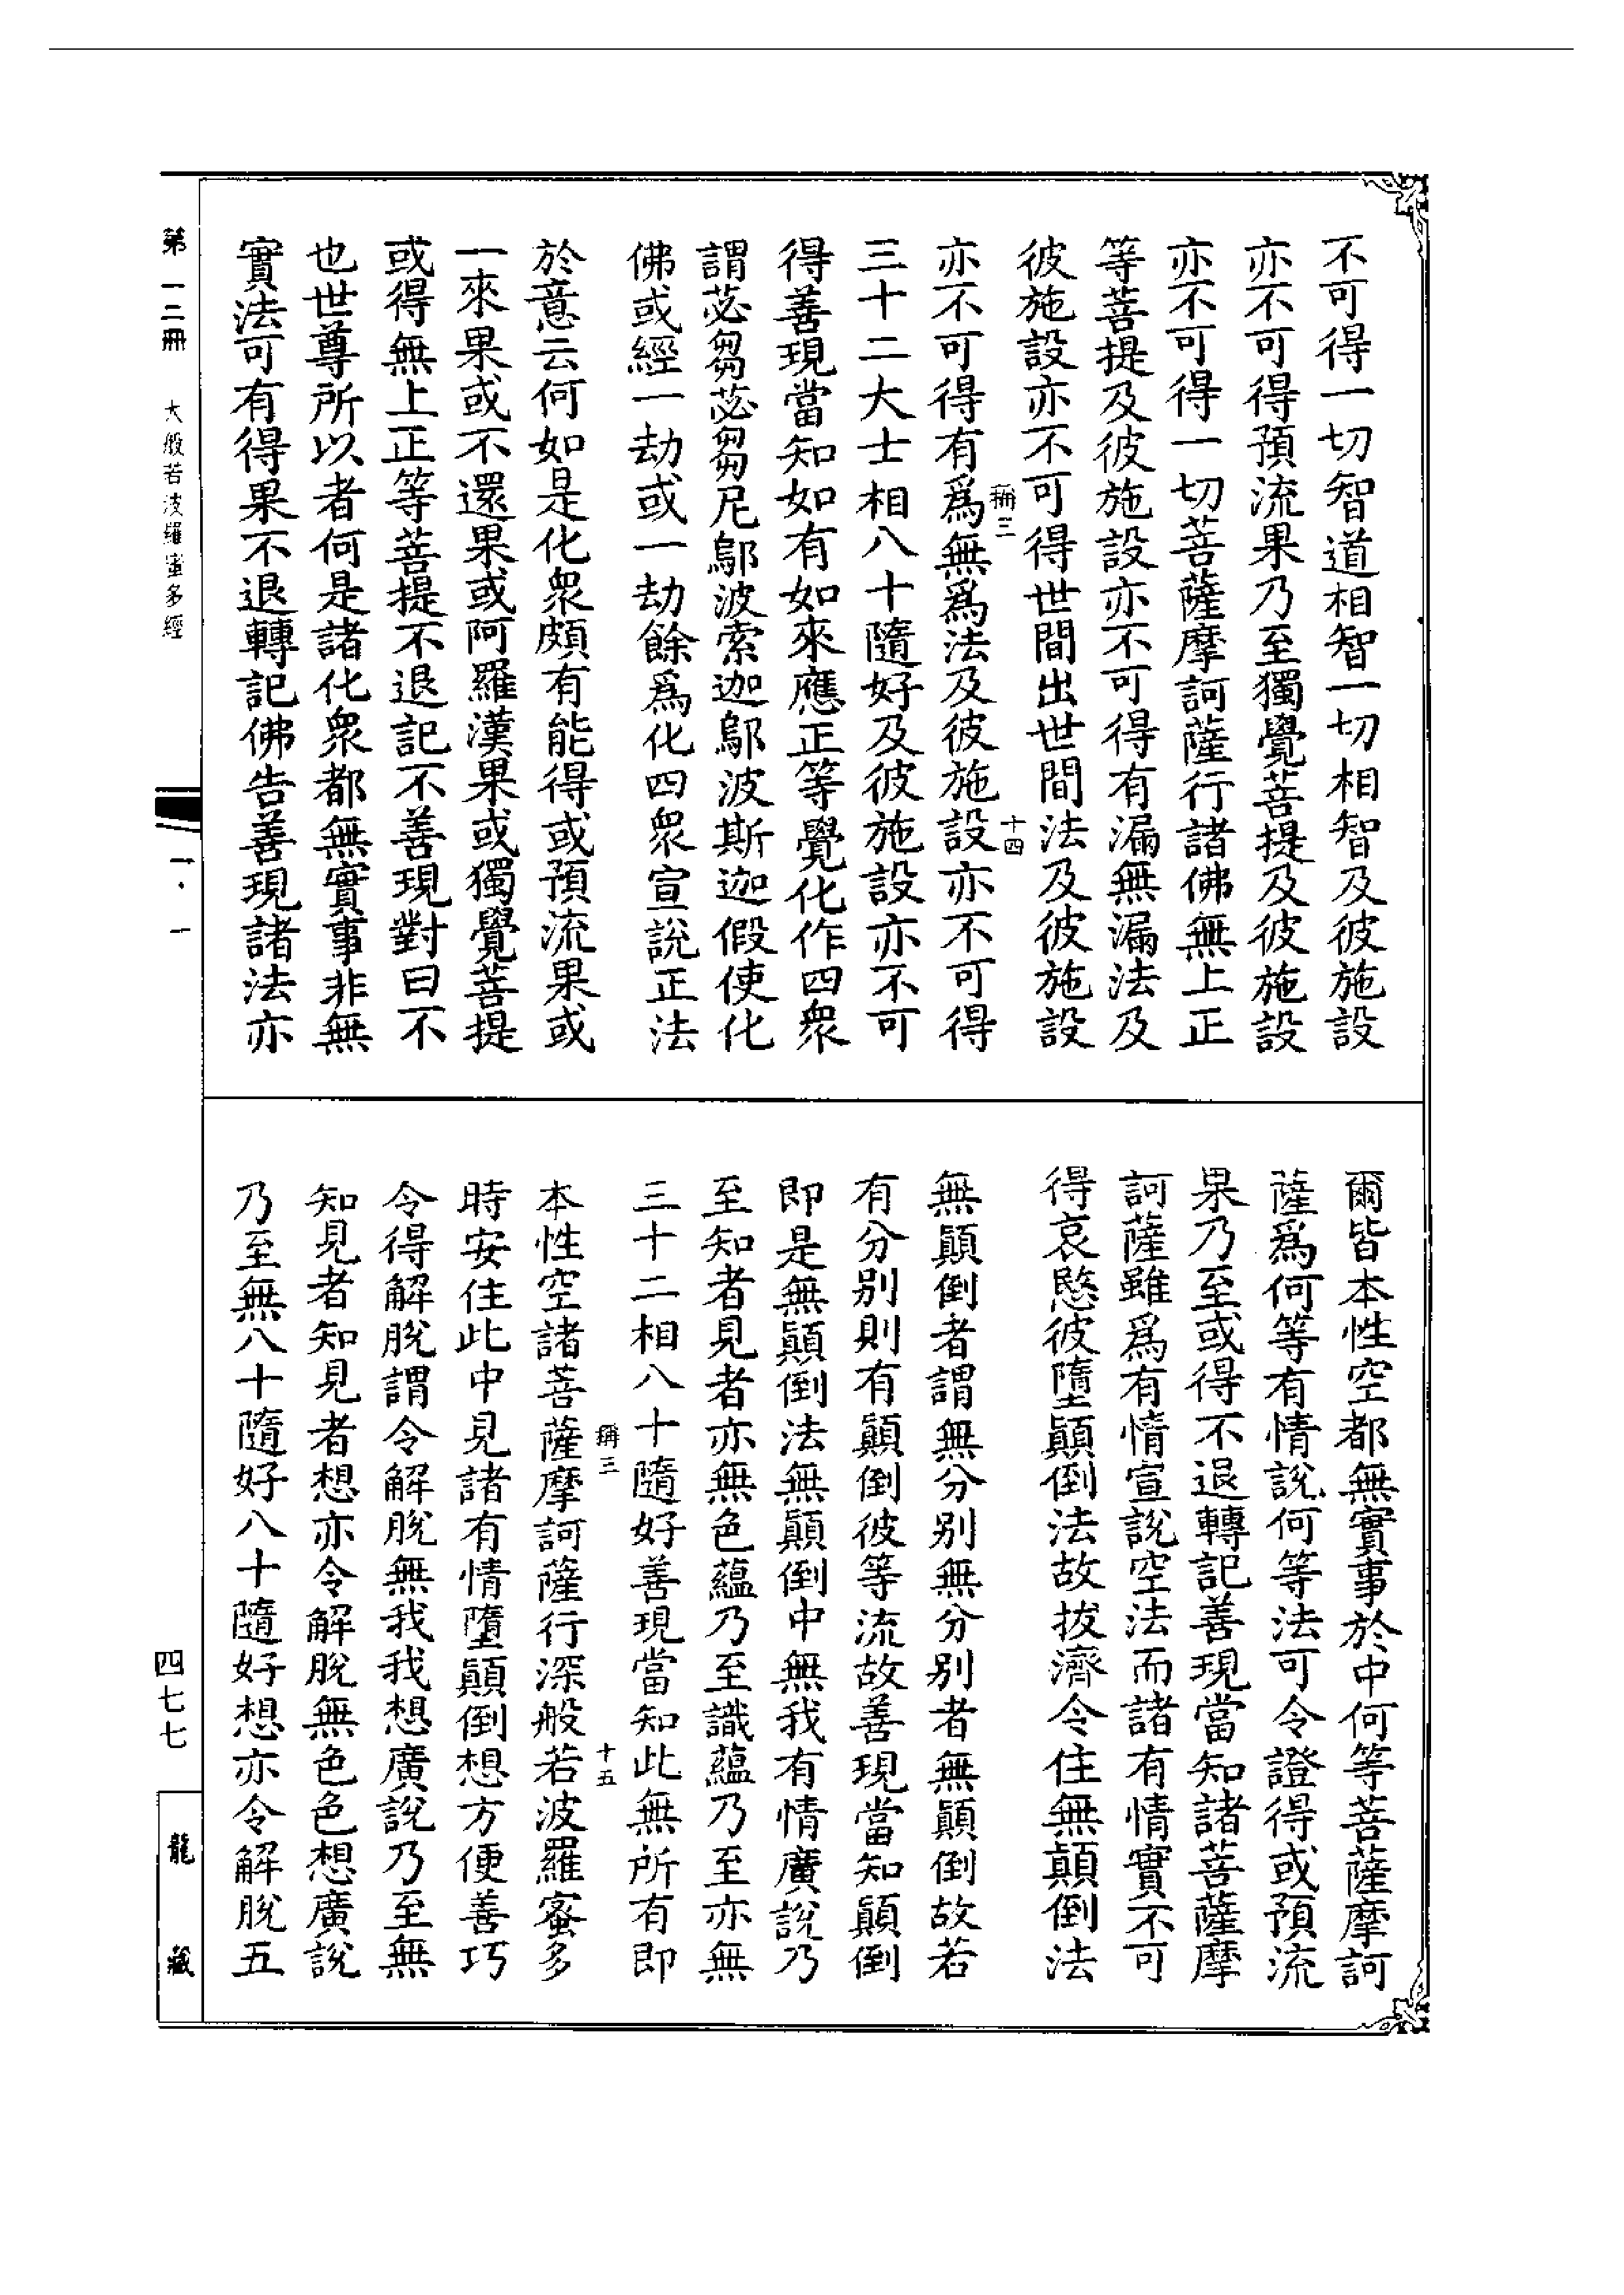 不可得一切智道相智一切相智及彼施設
亦不可得預流果乃至獨覺菩提及彼施設
亦不可得一切菩薩摩訶薩行諸佛無上正
等菩提及彼施設亦不可得有漏無漏法及
彼施設亦不可得世間出世間法及彼施設
稱三
十四
亦不可得有為無為法及彼施設亦不可得
三十二大士相八十隨好及彼施設亦不可
得善現當知如有如來應正等覺化作四眾
謂苾芻苾芻尼鄔波索迦鄔波斯迦假使化
佛或經一劫或一劫餘為化四眾宣說正法
於意云何如是化眾頗有能得或預流果或
一來果或不還果或阿羅漢果或獨覺菩提
或得無上正等菩提不退記不善現對曰不
也世尊所以者何是諸化眾都無實事非無
實法可有得果不退轉記佛告善現諸法亦
爾皆本性空都無實事於中何等菩薩摩訶
薩為何等有情說何等法可令證得或預流
果乃至或得不退轉記善現當知諸菩薩摩
訶薩雖為有情宣說空法而諸有情實不可
得哀愍彼墮顛倒法故拔濟令住無顛倒法
無顛倒者謂無分別無分別者無顛倒故若
有分別則有顛倒彼等流故善現當知顛倒
即是無顛倒法無顛倒中無我有情廣說乃
至知者見者亦無色蘊乃至識蘊乃至亦無
三十二相八十隨好善現當知此無所有即
稱三
十五
本性空諸菩薩摩訶薩行深般若波羅蜜多
時安住此中見諸有情墮顛倒想方便善巧
令得解脫謂令解脫無我我想廣說乃至無
知見者知見者想亦令解脫無色色想廣說
乃至無八十隨好八十隨好想亦令解脫五
第一二冊 大般若波羅蜜多經
一·一
四七七
龍藏